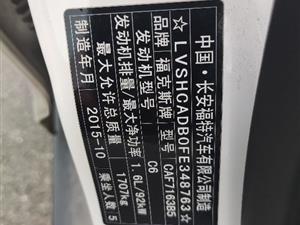 中国·长安福特汽车有限公司制造
★LVSHCADB0FE348763★
品牌 福克斯牌 型号 CAF7163B5
发动机型号 C6
发动机排量/最大净功率 1.6L/92kW
最大允许总质量 1707kg
制造年月 2015-10 乘坐人数 5